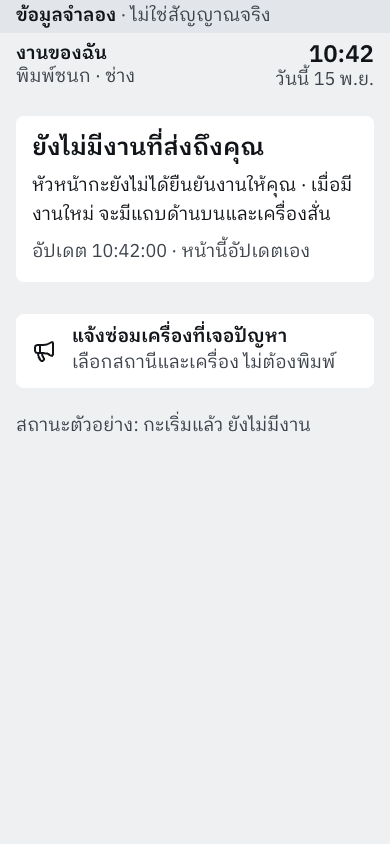 ข้อมูลจำลอง · ไม่ใช่สัญญาณจริง
งานของฉัน
พิมพ์ชนก · ช่าง
10:42
วันนี้ 15 พ.ย.
ยังไม่มีงานที่ส่งถึงคุณ
หัวหน้ากะยังไม่ได้ยืนยันงานให้คุณ · เมื่อมี
งานใหม่ จะมีแถบด้านบนและเครื่องสั่น
อัปเดต 10:42:00 · หน้านี้อัปเดตเอง
แจ้งซ่อมเครื่องที่เจอปัญหา
เลือกสถานีและเครื่อง ไม่ต้องพิมพ์
สถานะตัวอย่าง: กะเริ่มแล้ว ยังไม่มีงาน